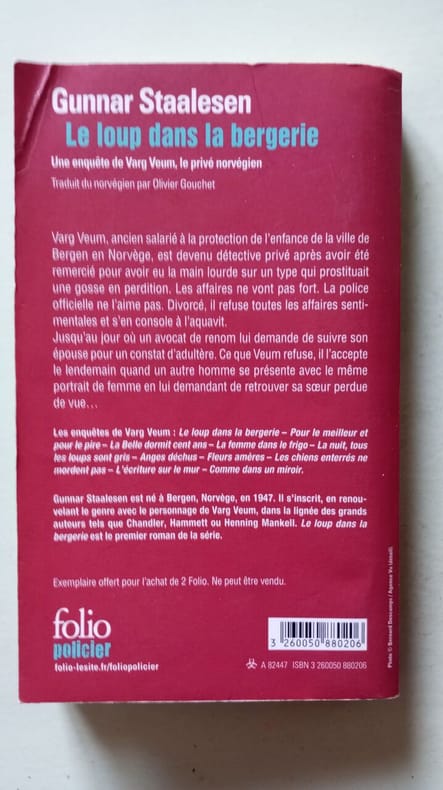 Gunnar Staalesen
Le loup dans la bergerie
Une enquête de Varg Veum, le privé norvégien
Traduit du norvégien par Olivier Gouchet
Varg Veum, ancien salarié à la protection de l'enfance de la ville de
Bergen en Norvège, est devenu détective privé après avoir été
remercié pour avoir eu la main lourde sur un type qui prostituait
une gosse en perdition. Les affaires ne vont pas fort. La police
officielle ne l'aime pas. Divorcé, il refuse toutes les affaires senti-
mentales et s'en console à l'aquavit.
Jusqu'au jour où un avocat de renom lui demande de suivre son
épouse pour un constat d'adultère. Ce que Veum refuse, il l'accepte
le lendemain quand un autre homme se présente avec le même
portrait de femme en lui demandant de retrouver sa sœur perdue
de vue…
Les enquêtes de Varg Veum : Le loup dans la bergerie – Pour le meilleur et
pour le pire – La Belle dormit cent ans – La femme dans le frigo – La nuit, tous
les loups sont gris – Anges déchus – Fleurs amères – Les chiens enterrés ne
mordent pas – L'écriture sur le mur – Comme dans un miroir.
Gunnar Staalesen est né à Bergen, Norvège, en 1947. Il s'inscrit, en renou-
velant le genre avec le personnage de Varg Veum, dans la lignée des grands
auteurs tels que Chandler, Hammett ou Henning Mankell. Le loup dans la
bergerie est le premier roman de la série.
Exemplaire offert pour l'achat de 2 Folio. Ne peut être vendu.
folio
policier
folio-lesite.fr/foliopolicier
3 260050 880206
A 82447 ISBN 3 260050 880206
Photo © Bernard Descamps / Agence Vu (détail).